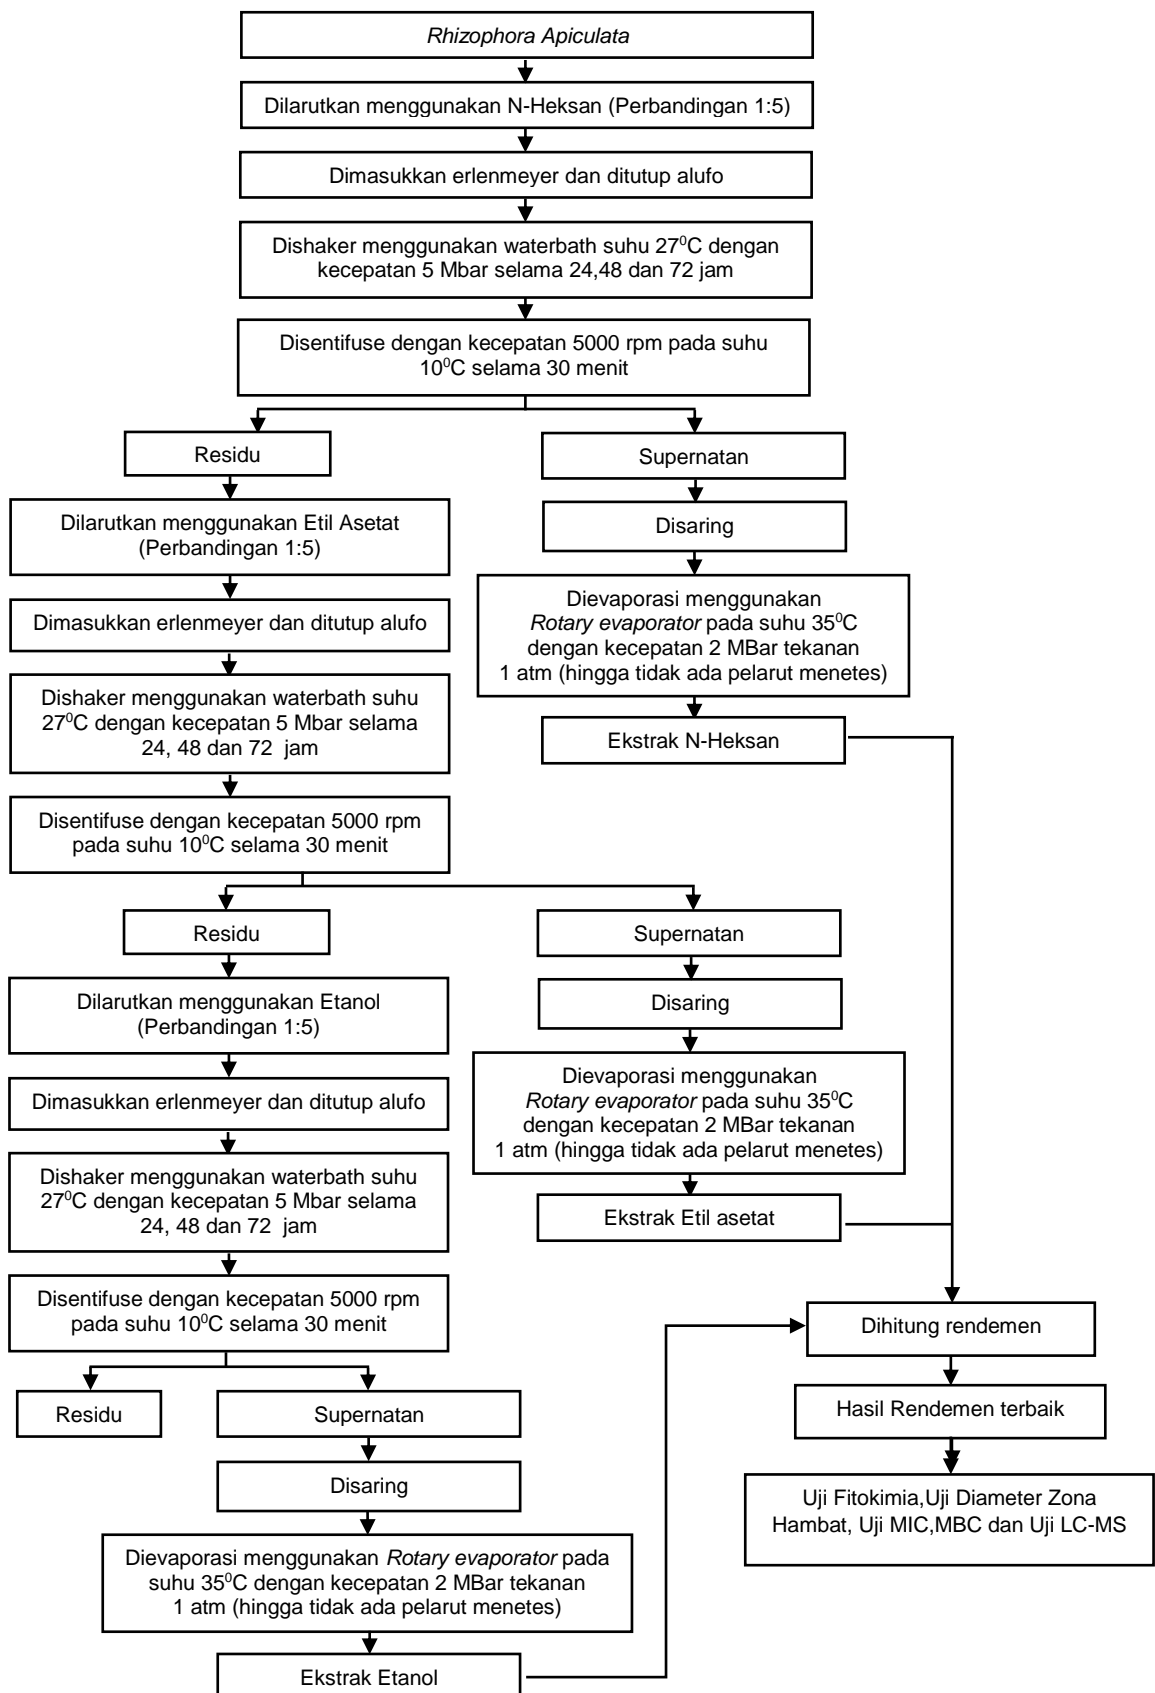 Rhizophora Apiculata
Dilarutkan menggunakan N-Heksan (Perbandingan 1:5)
Dimasukkan erlenmeyer dan ditutup alufo
Dishaker menggunakan waterbath suhu 27⁰C dengan
kecepatan 5 Mbar selama 24,48 dan 72 jam
Disentifuse dengan kecepatan 5000 rpm pada suhu
10⁰C selama 30 menit
Residu
Dilarutkan menggunakan Etil Asetat
(Perbandingan 1:5)
Dimasukkan erlenmeyer dan ditutup alufo
Dishaker menggunakan waterbath suhu
27⁰C dengan kecepatan 5 Mbar selama
24, 48 dan 72 jam
Disentifuse dengan kecepatan 5000 rpm
pada suhu 10⁰C selama 30 menit
Supernatan
Disaring
Dievaporasi menggunakan
Rotary evaporator pada suhu 35⁰C
dengan kecepatan 2 MBar tekanan
1 atm (hingga tidak ada pelarut menetes)
Ekstrak N-Heksan
Residu
Dilarutkan menggunakan Etanol
(Perbandingan 1:5)
Dimasukkan erlenmeyer dan ditutup alufo
Dishaker menggunakan waterbath suhu
27⁰C dengan kecepatan 5 Mbar selama
24, 48 dan 72 jam
Disentifuse dengan kecepatan 5000 rpm
pada suhu 10⁰C selama 30 menit
Supernatan
Disaring
Dievaporasi menggunakan
Rotary evaporator pada suhu 35⁰C
dengan kecepatan 2 MBar tekanan
1 atm (hingga tidak ada pelarut menetes)
Ekstrak Etil asetat
Residu
Supernatan
Disaring
Dievaporasi menggunakan Rotary evaporator pada
suhu 35⁰C dengan kecepatan 2 MBar tekanan
1 atm (hingga tidak ada pelarut menetes)
Ekstrak Etanol
Dihitung rendemen
Hasil Rendemen terbaik
Uji Fitokimia,Uji Diameter Zona
Hambat, Uji MIC,MBC dan Uji LC-MS